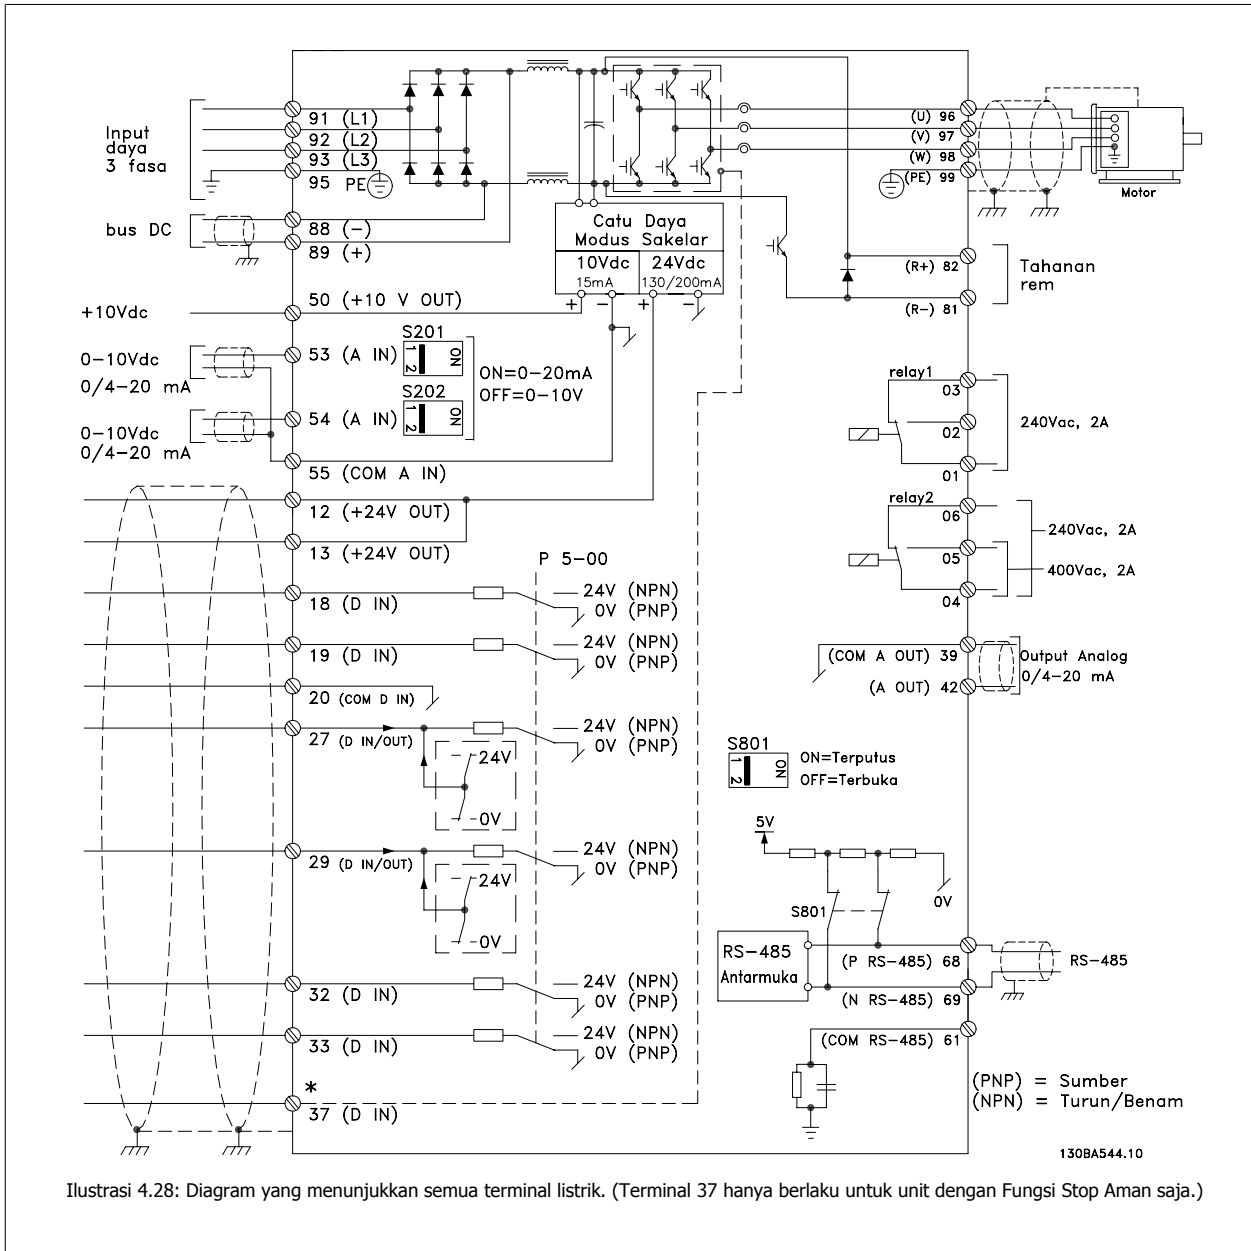 Input
daya
3 fasa
91 (L1)
92 (L2)
93 (L3)
95 PE
bus DC
88 (−)
89 (+)
+10Vdc
50 (+10 V OUT)
0−10Vdc
0/4−20 mA
53 (A IN)
S201
1 2 ON
ON=0−20mA
OFF=0−10V
S202
1 2 ON
0−10Vdc
0/4−20 mA
54 (A IN)
55 (COM A IN)
12 (+24V OUT)
13 (+24V OUT)
P 5-00
18 (D IN)
24V (NPN)
0V (PNP)
19 (D IN)
24V (NPN)
0V (PNP)
20 (COM D IN)
27 (D IN/OUT)
24V (NPN)
0V (PNP)
24V
0V
29 (D IN/OUT)
24V (NPN)
0V (PNP)
24V
0V
32 (D IN)
24V (NPN)
0V (PNP)
33 (D IN)
24V (NPN)
0V (PNP)
*
37 (D IN)
Catu Daya
Modus Sakelar
10Vdc
15mA
24Vdc
130/200mA
+ − + −
(U) 96
(V) 97
(W) 98
(PE) 99
Motor
(R+) 82
(R−) 81
Tahanan
rem
relay1
03
02
01
240Vac, 2A
relay2
06
05
04
240Vac, 2A
400Vac, 2A
(COM A OUT) 39
(A OUT) 42
Output Analog
0/4−20 mA
S801
1 2 ON
ON=Terputus
OFF=Terbuka
5V
S801
0V
RS−485
Antarmuka
(P RS−485) 68
(N RS−485) 69
(COM RS−485) 61
RS−485
(PNP) = Sumber
(NPN) = Turun/Benam
130BA544.10
Ilustrasi 4.28: Diagram yang menunjukkan semua terminal listrik. (Terminal 37 hanya berlaku untuk unit dengan Fungsi Stop Aman saja.)